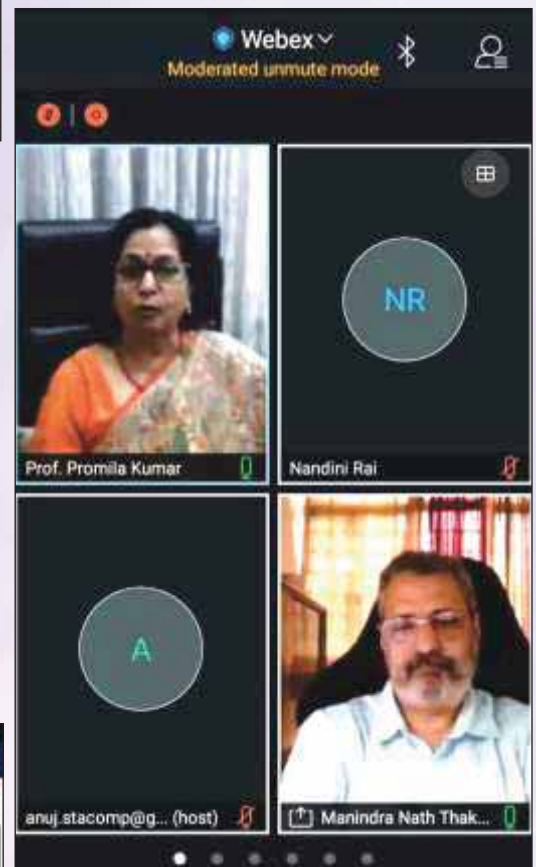 Webex
Moderated unmute mode
NR
Prof. Promila Kumar
Nandini Rai
A
anuj.stacomp@g... (host)
Manindra Nath Thak...